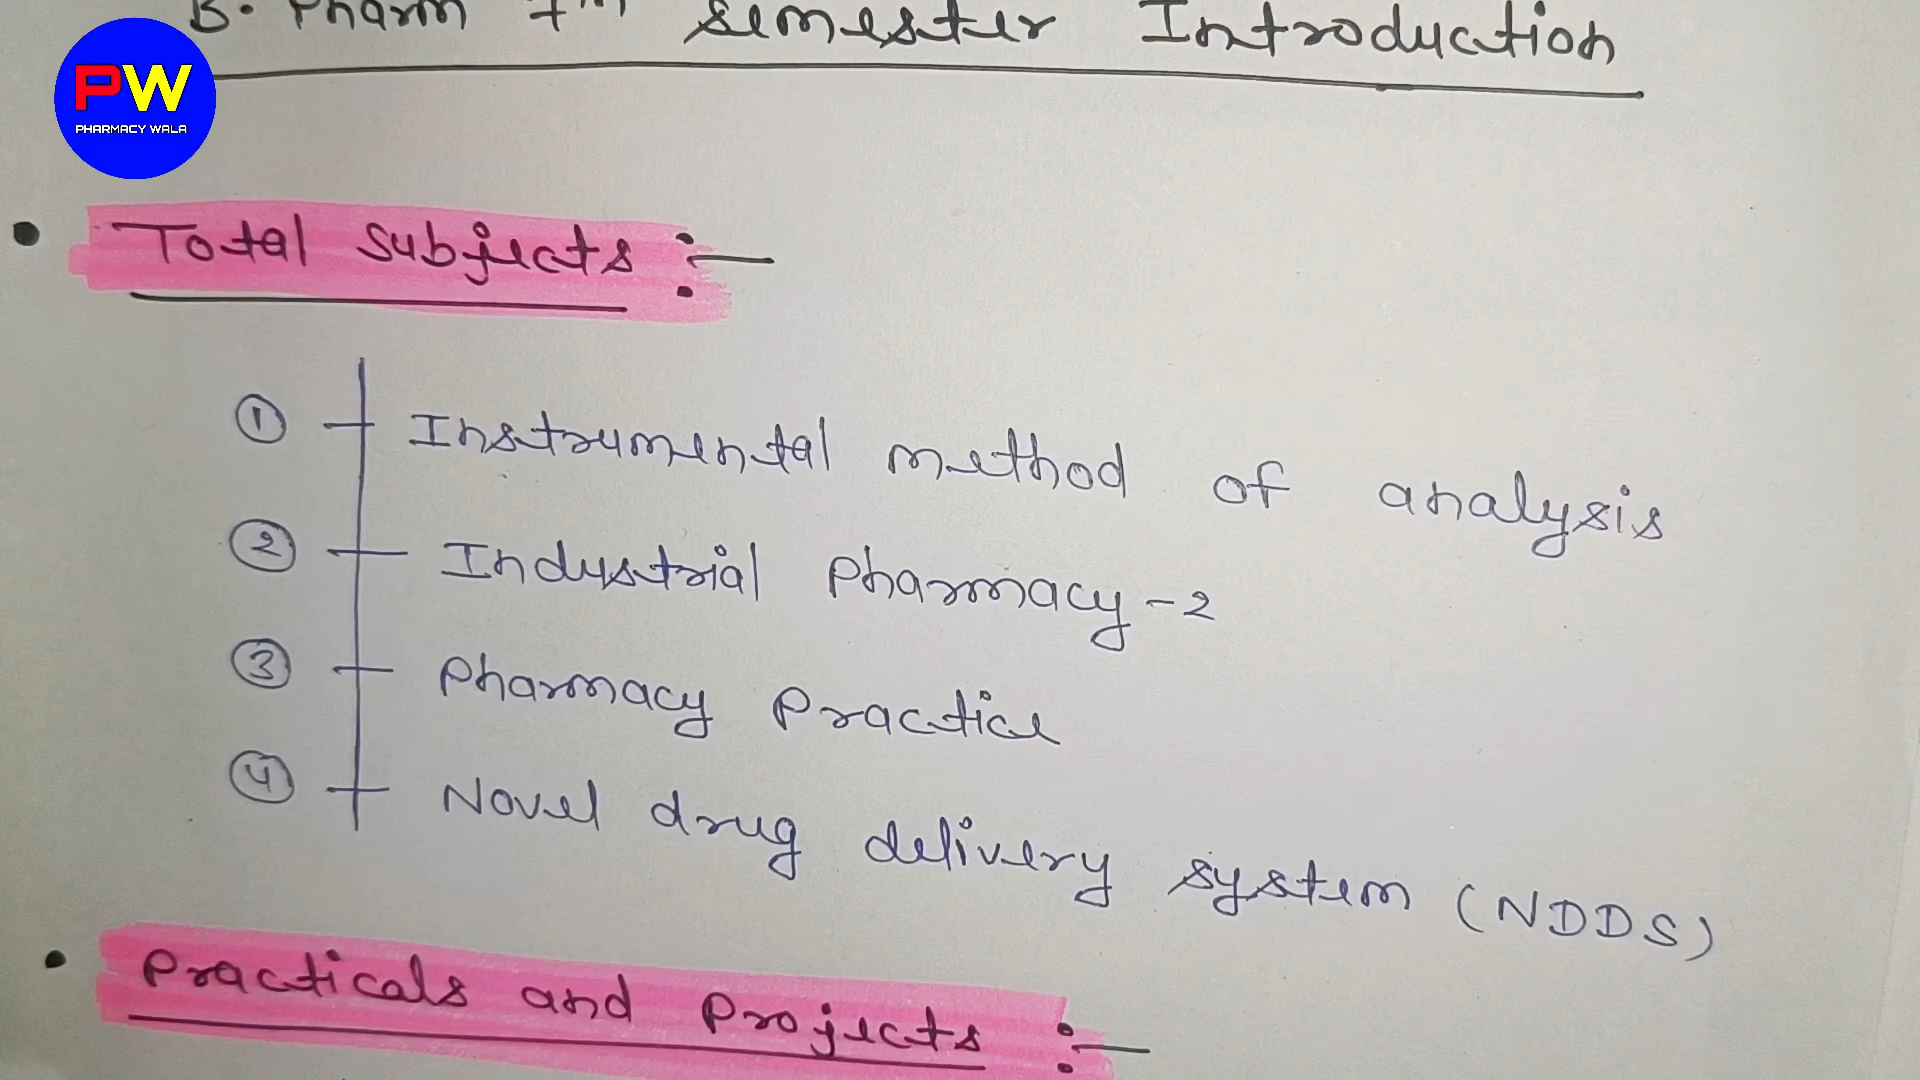 B. Pharm 7th semester Introduction
PW
PHARMACY WALA
• Total subjects :-
① Instrumental method of analysis
② Industrial pharmacy-2
③ Pharmacy Practice
④ Novel drug delivery system (NDDS)
• Practicals and Projects :-